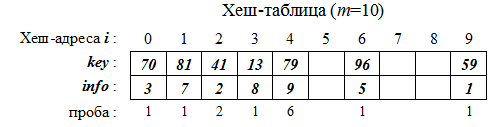 Хеш-таблица (m=10)
Хеш-адреса i : 0 1 2 3 4 5 6 7 8 9
key : 70 81 41 13 79 96 59
info : 3 7 2 8 9 5 1
проба : 1 1 2 1 6 1 1